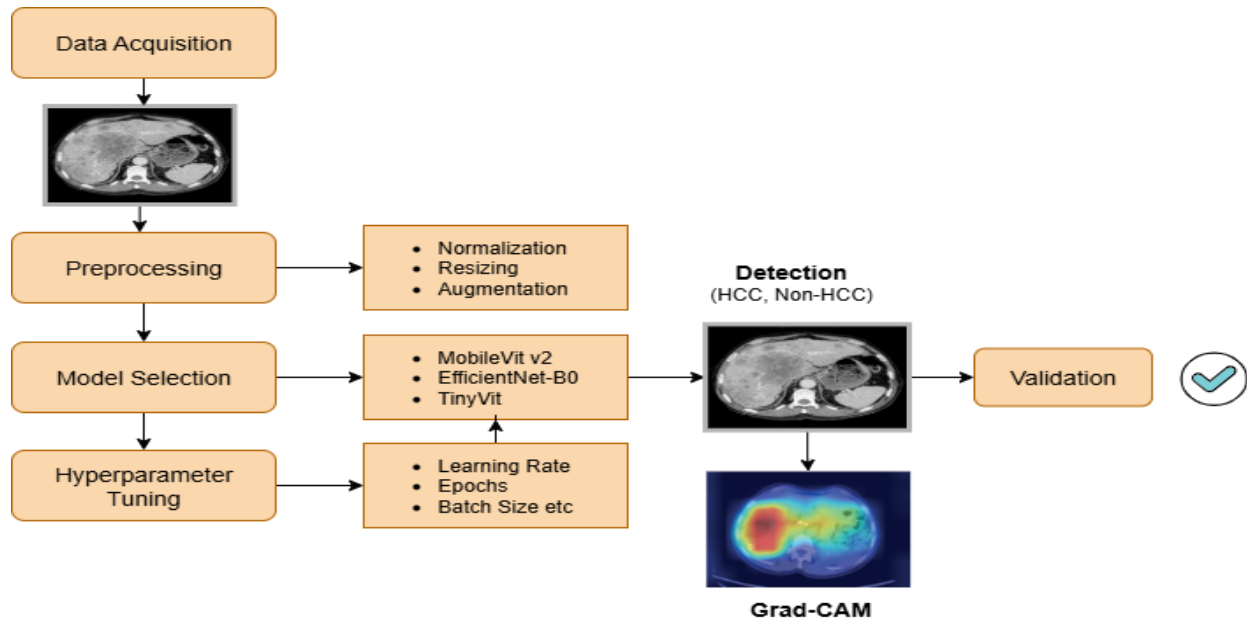 Data Acquisition
Preprocessing
• Normalization
• Resizing
• Augmentation
Model Selection
• MobileVit v2
• EfficientNet-B0
• TinyVit
Hyperparameter
Tuning
• Learning Rate
• Epochs
• Batch Size etc
Detection
(HCC, Non-HCC)
Validation
Grad-CAM